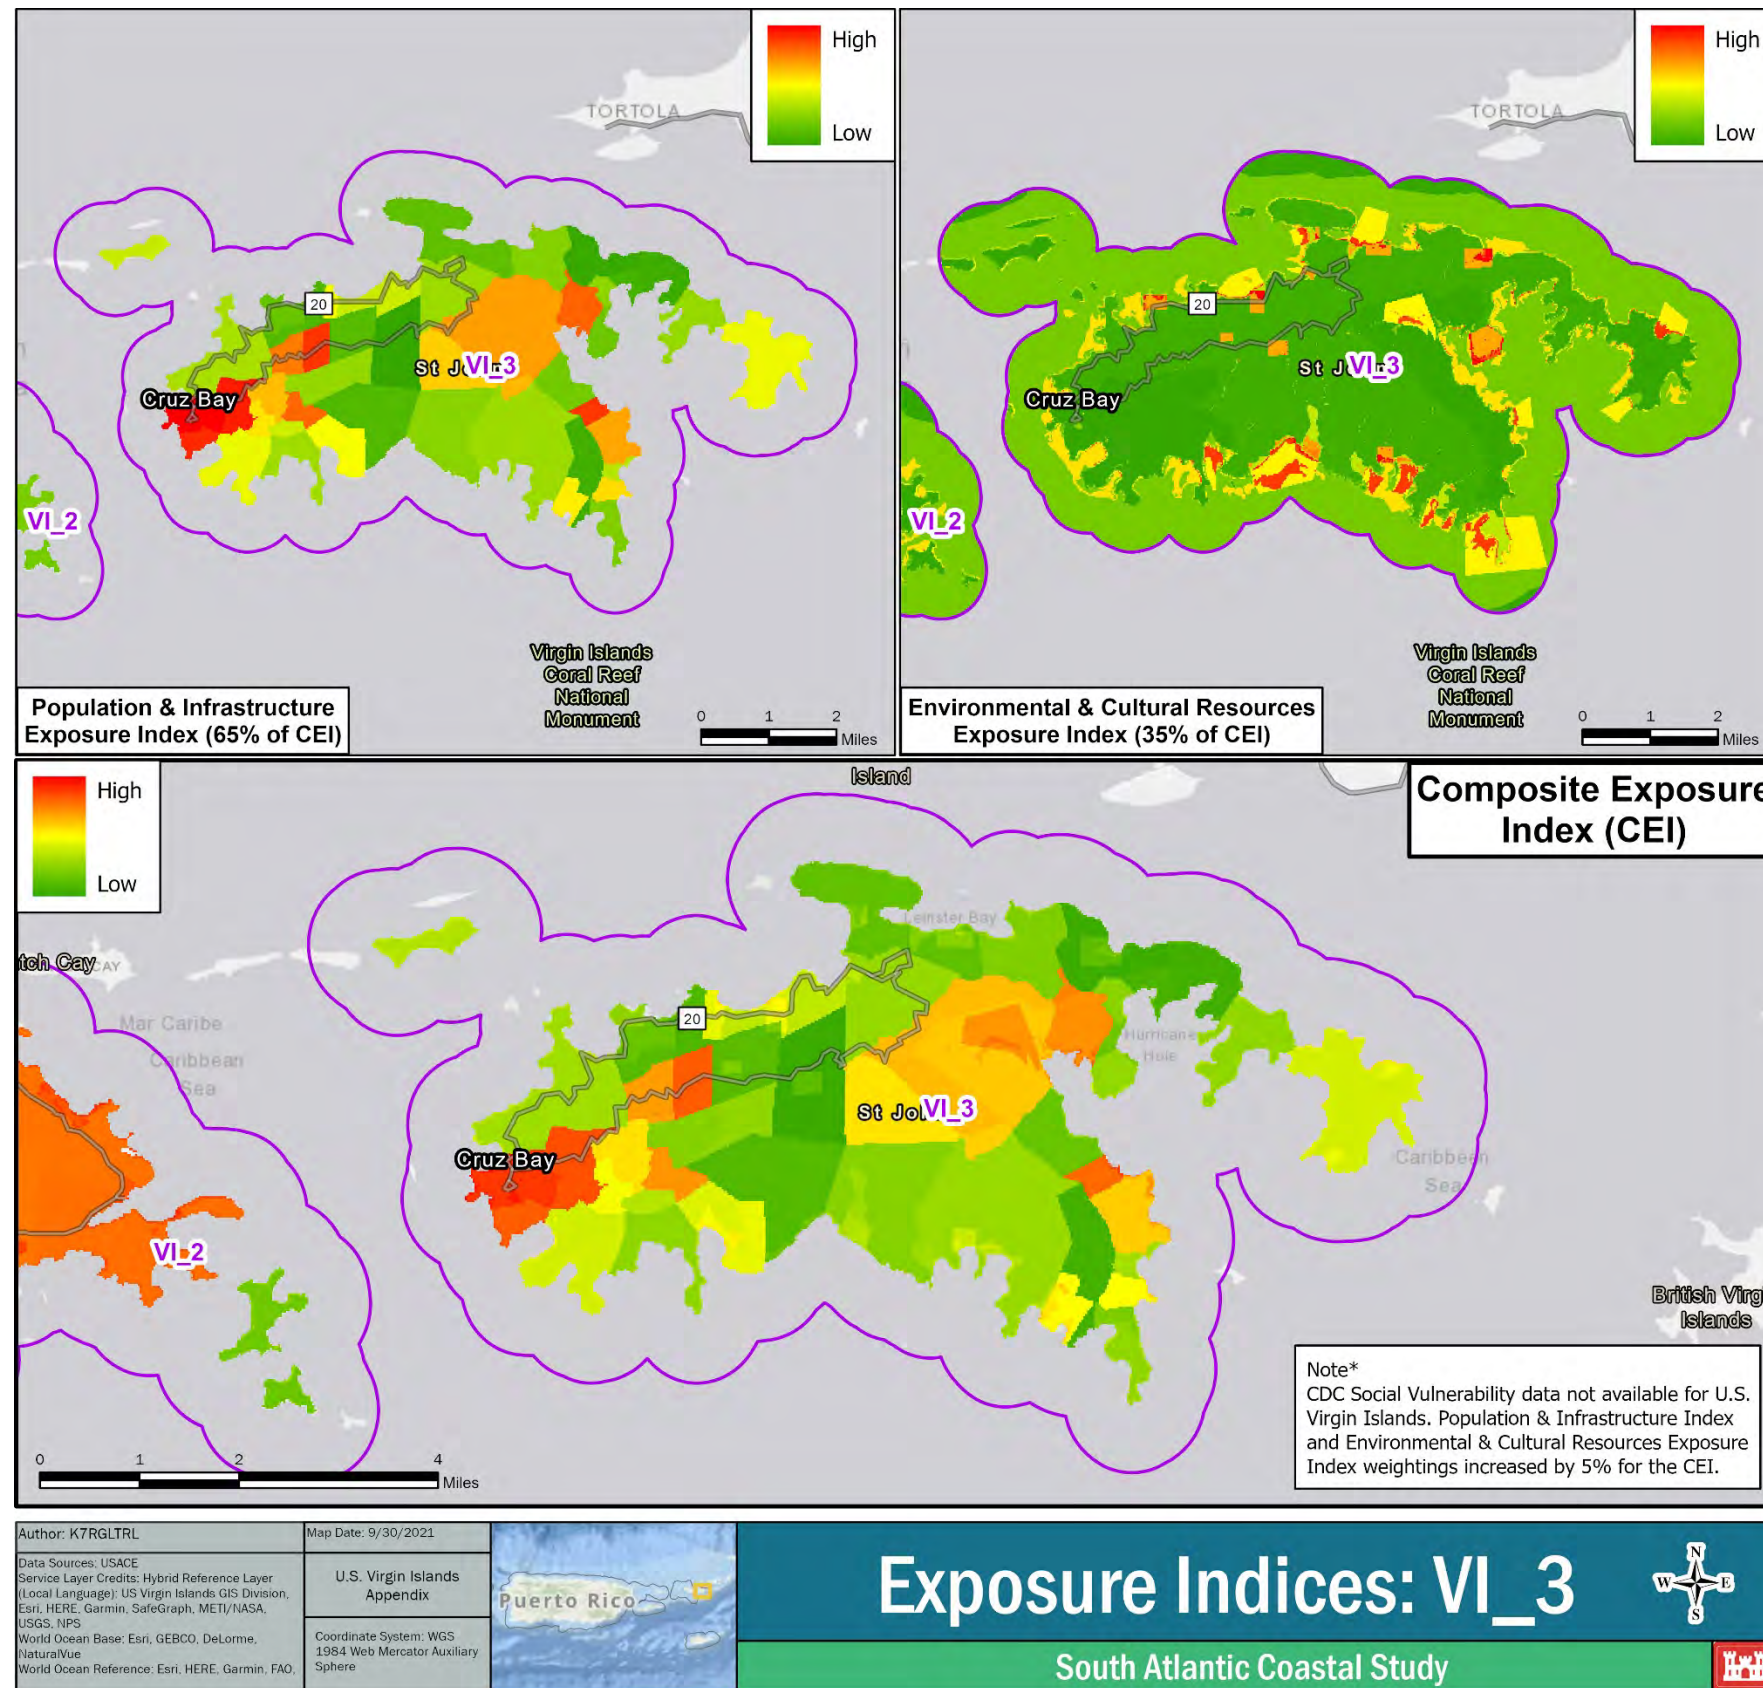 High
Low
TORTOLA
20
St J
VI_3
Cruz Bay
VI_2
Virgin Islands
Coral Reef
National
Monument
Population & Infrastructure
Exposure Index (65% of CEI)
0 1 2
Miles
High
Low
TORTOLA
20
St J
VI_3
Cruz Bay
VI_2
Virgin Islands
Coral Reef
National
Monument
Environmental & Cultural Resources
Exposure Index (35% of CEI)
0 1 2
Miles
High
Low
Island
Composite Exposure
Index (CEI)
Leinster Bay
tch Cay
CAY
Mar Caribe
Caribbean
Sea
20
Hurricane
Hole
St Jo
VI_3
Cruz Bay
Caribbean
Sea
VI_2
British Virg
Islands
0 1 2 4
Miles
Note*
CDC Social Vulnerability data not available for U.S.
Virgin Islands. Population & Infrastructure Index
and Environmental & Cultural Resources Exposure
Index weightings increased by 5% for the CEI.
Author: K7RGLTRL
Data Sources: USACE
Service Layer Credits: Hybrid Reference Layer
(Local Language): US Virgin Islands GIS Division,
Esri, HERE, Garmin, SafeGraph, METI/NASA,
USGS, NPS
World Ocean Base: Esri, GEBCO, DeLorme,
NaturalVue
World Ocean Reference: Esri, HERE, Garmin, FAO,
Map Date: 9/30/2021
U.S. Virgin Islands
Appendix
Coordinate System: WGS
1984 Web Mercator Auxiliary
Sphere
Puerto Rico
Exposure Indices: VI_3
N
W E
S
South Atlantic Coastal Study